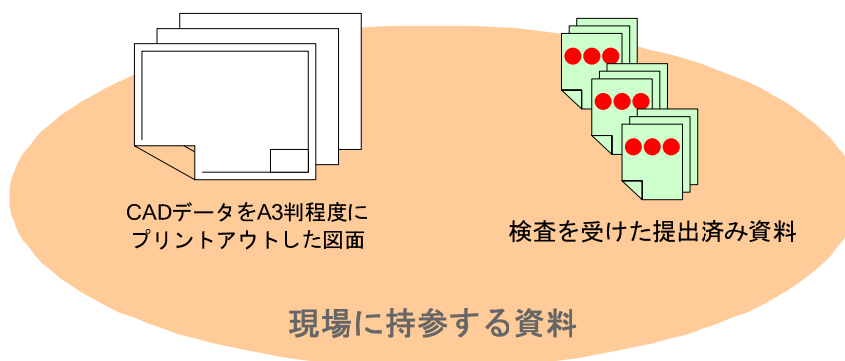 CADデータをA3判程度に
プリントアウトした図面
検査を受けた提出済み資料
現場に持参する資料